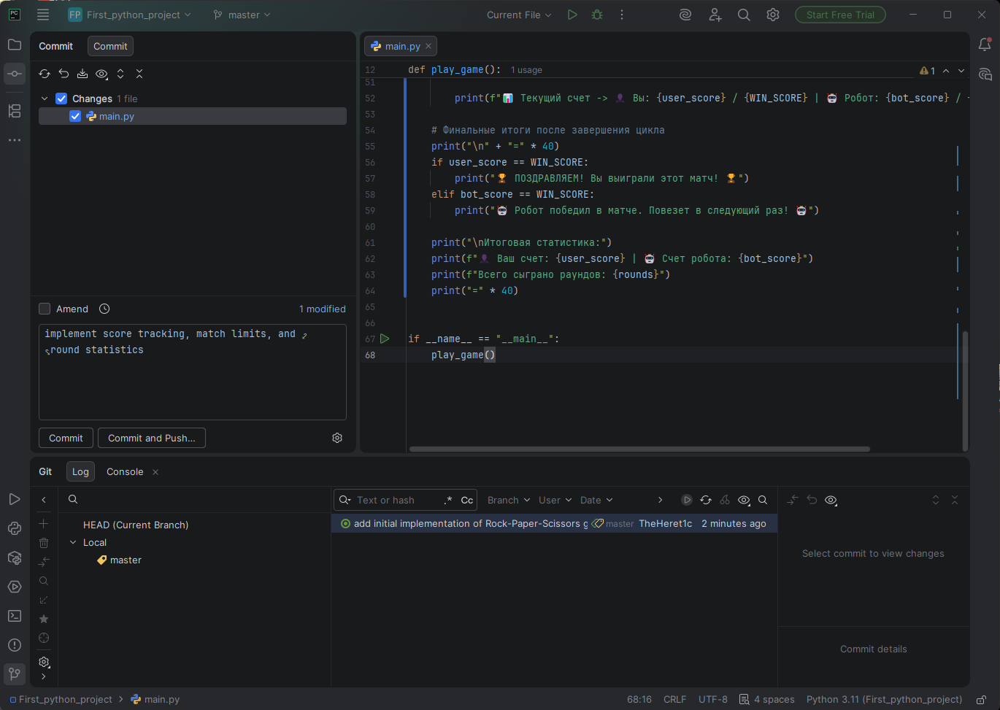 PC
FP First_python_project
master
Current File
Start Free Trial
Commit
Commit
Changes 1 file
main.py
Amend
1 modified
implement score tracking, match limits, and
round statistics
Commit
Commit and Push...
main.py
12 def play_game(): 1 usage
1
51
52 print(f"📊 Текущий счет -> 👤 Вы: {user_score} / {WIN_SCORE} | 🤖 Робот: {bot_score} /
53
54 # Финальные итоги после завершения цикла
55 print("\n" + "=" * 40)
56 if user_score == WIN_SCORE:
57 print("🏆 ПОЗДРАВЛЯЕМ! Вы выиграли этот матч! 🏆")
58 elif bot_score == WIN_SCORE:
59 print("🤖 Робот победил в матче. Повезет в следующий раз! 🤖")
60
61 print("\nИтоговая статистика:")
62 print(f"👤 Ваш счет: {user_score} | 🤖 Счет робота: {bot_score}")
63 print(f"Всего сыграно раундов: {rounds}")
64 print("=" * 40)
65
66
67 if __name__ == "__main__":
68 play_game()
Git
Log
Console
HEAD (Current Branch)
Local
master
Text or hash
.*
Cc
Branch
User
Date
add initial implementation of Rock-Paper-Scissors g
master
TheHeret1c
2 minutes ago
Select commit to view changes
Commit details
First_python_project
main.py
68:16
CRLF
UTF-8
4 spaces
Python 3.11 (First_python_project)